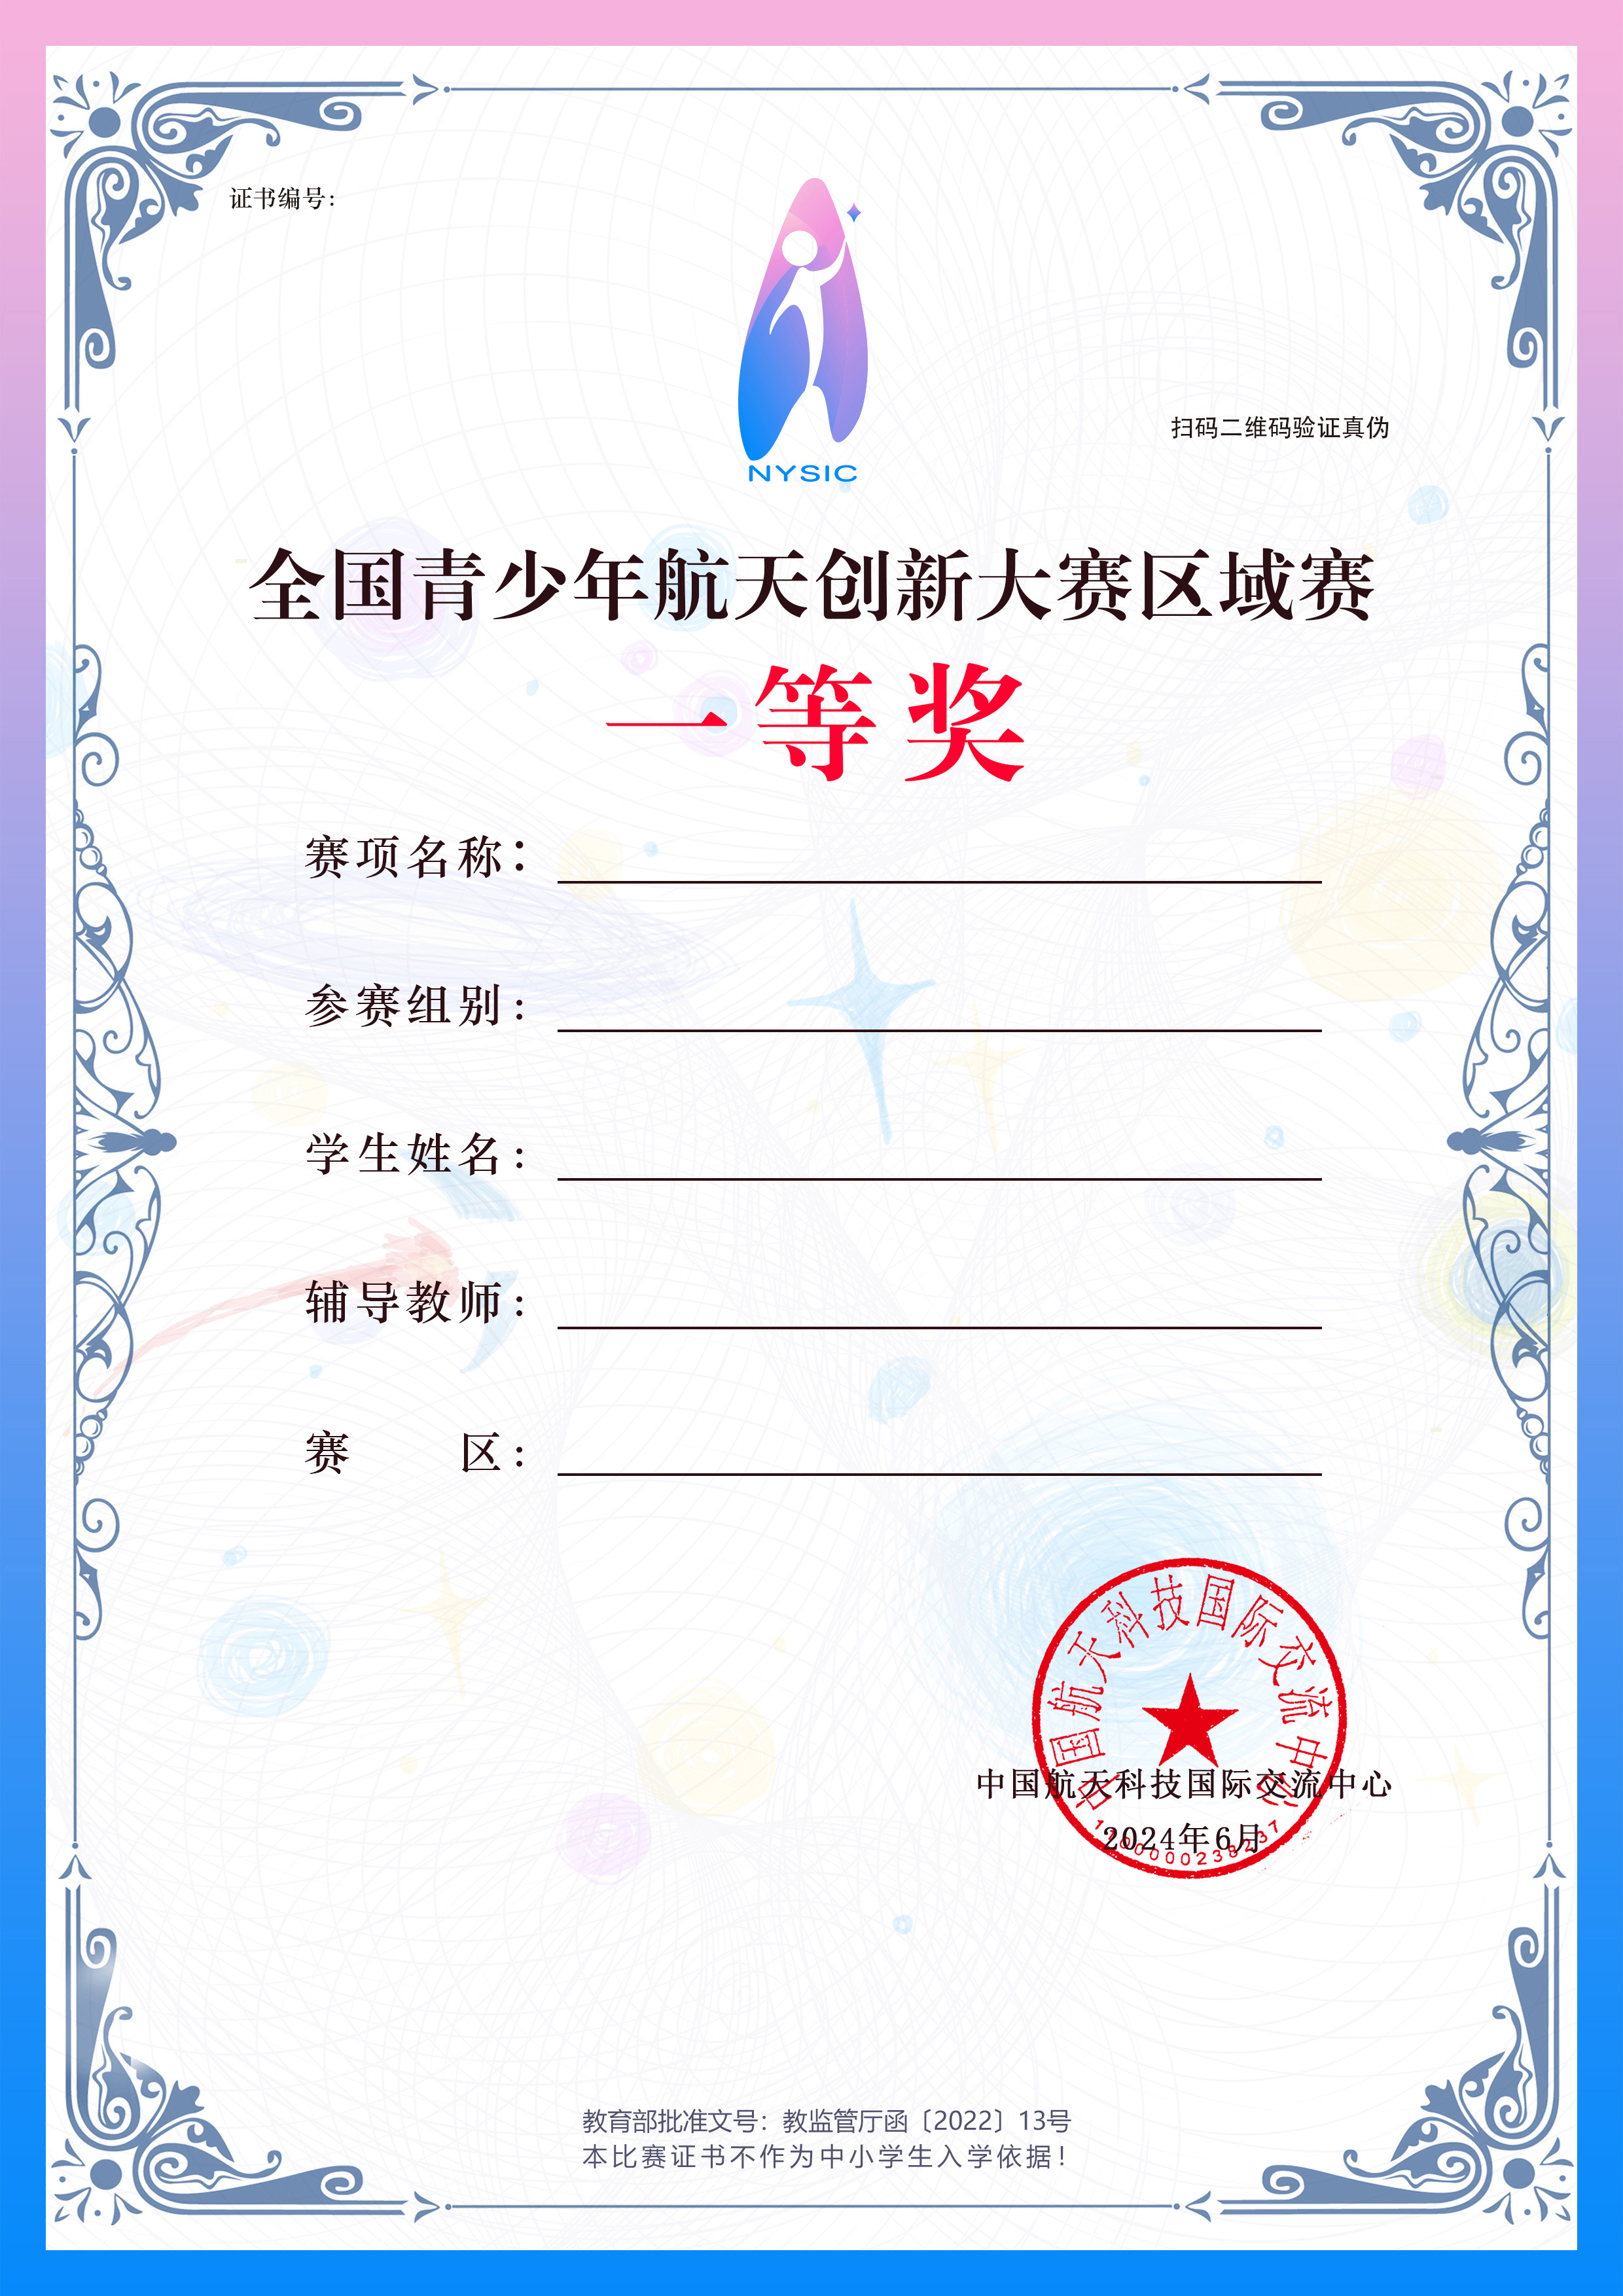 证书编号：
NYSIC
扫码二维码验证真伪
全国青少年航天创新大赛区域赛
一等奖
赛项名称：
参赛组别：
学生姓名：
辅导教师：
赛 区：
中国航天科技国际交流中心
中国航天科技国际交流中心
2024年6月
教育部批准文号：教监管厅函〔2022〕13号
本比赛证书不作为中小学生入学依据！